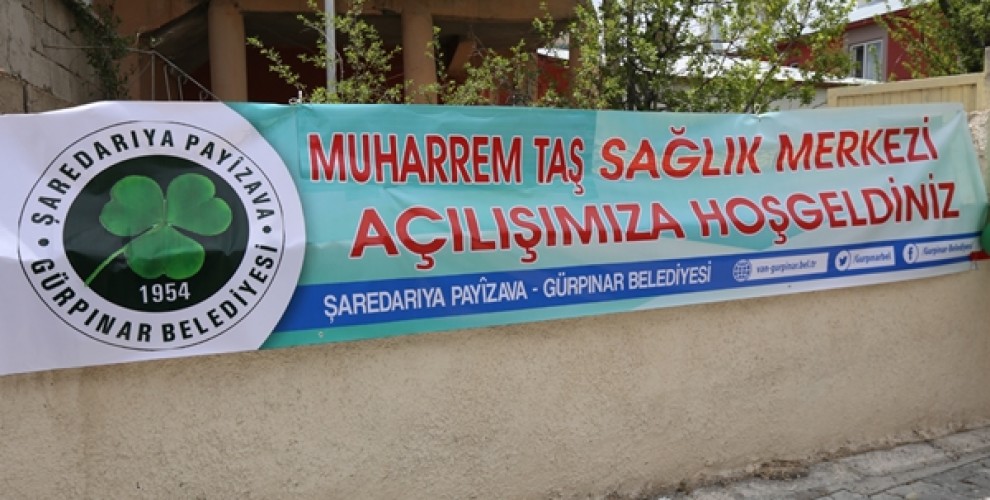 ŞAREDARIYA PAYÎZAVA
1954
GÜRPINAR BELEDİYESİ
MUHARREM TAŞ SAĞLIK MERKEZİ
AÇILIŞIMIZA HOŞGELDİNİZ
ŞAREDARIYA PAYÎZAVA - GÜRPINAR BELEDİYESİ
van-gurpinar.bel.tr
/Gurpinarbel
/Gürpınar Belediyesi